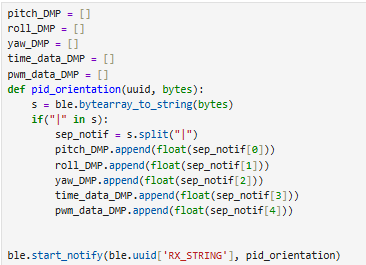 pitch_DMP = []
roll_DMP = []
yaw_DMP = []
time_data_DMP = []
pwm_data_DMP = []
def pid_orientation(uuid, bytes):
    s = ble.bytearray_to_string(bytes)
    if("|" in s):
        sep_notif = s.split("|")
        pitch_DMP.append(float(sep_notif[0]))
        roll_DMP.append(float(sep_notif[1]))
        yaw_DMP.append(float(sep_notif[2]))
        time_data_DMP.append(float(sep_notif[3]))
        pwm_data_DMP.append(float(sep_notif[4]))
ble.start_notify(ble.uuid['RX_STRING'], pid_orientation)